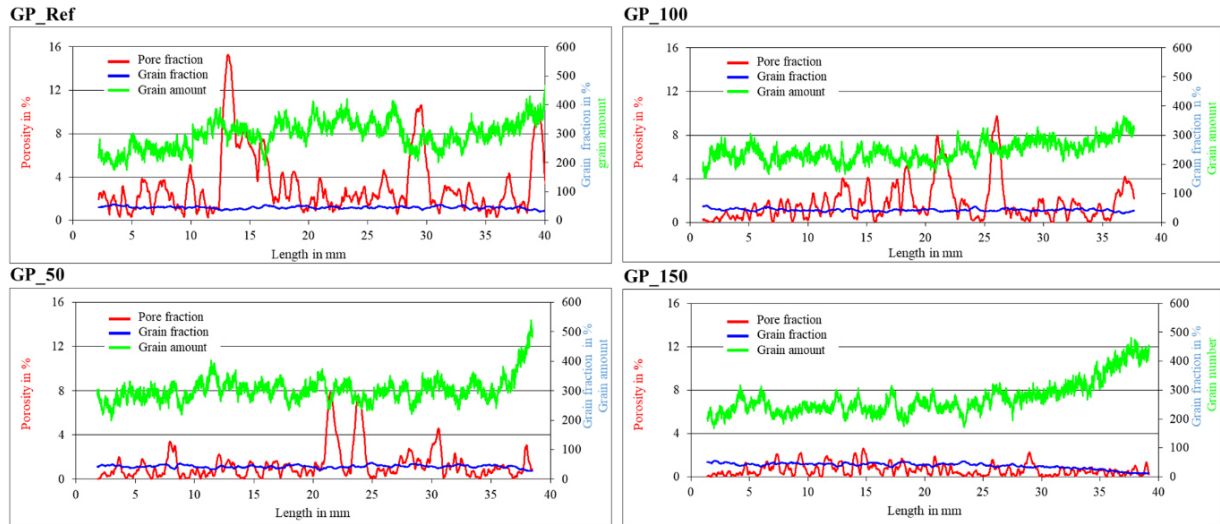 GP_Ref
16
12
8
4
0
Porosity in %
Pore fraction
Grain fraction
Grain amount
600
500
400
300
200
100
0
Grain fraction in %
grain amount
0 5 10 15 20 25 30 35 40
Length in mm
GP_100
16
12
8
4
0
Porosity in %
Pore fraction
Grain fraction
Grain amount
600
500
400
300
200
100
0
Grain fraction in %
Grain amount
0 5 10 15 20 25 30 35 40
Length in mm
GP_50
16
12
8
4
0
Porosity in %
Pore fraction
Grain fraction
Grain amount
600
500
400
300
200
100
0
Grain fraction in %
Grain amount
0 5 10 15 20 25 30 35 40
Length in mm
GP_150
16
12
8
4
0
Porosity in %
Pore fraction
Grain fraction
Grain amount
600
500
400
300
200
100
0
Grain fraction in %
Grain number
0 5 10 15 20 25 30 35 40
Length in mm